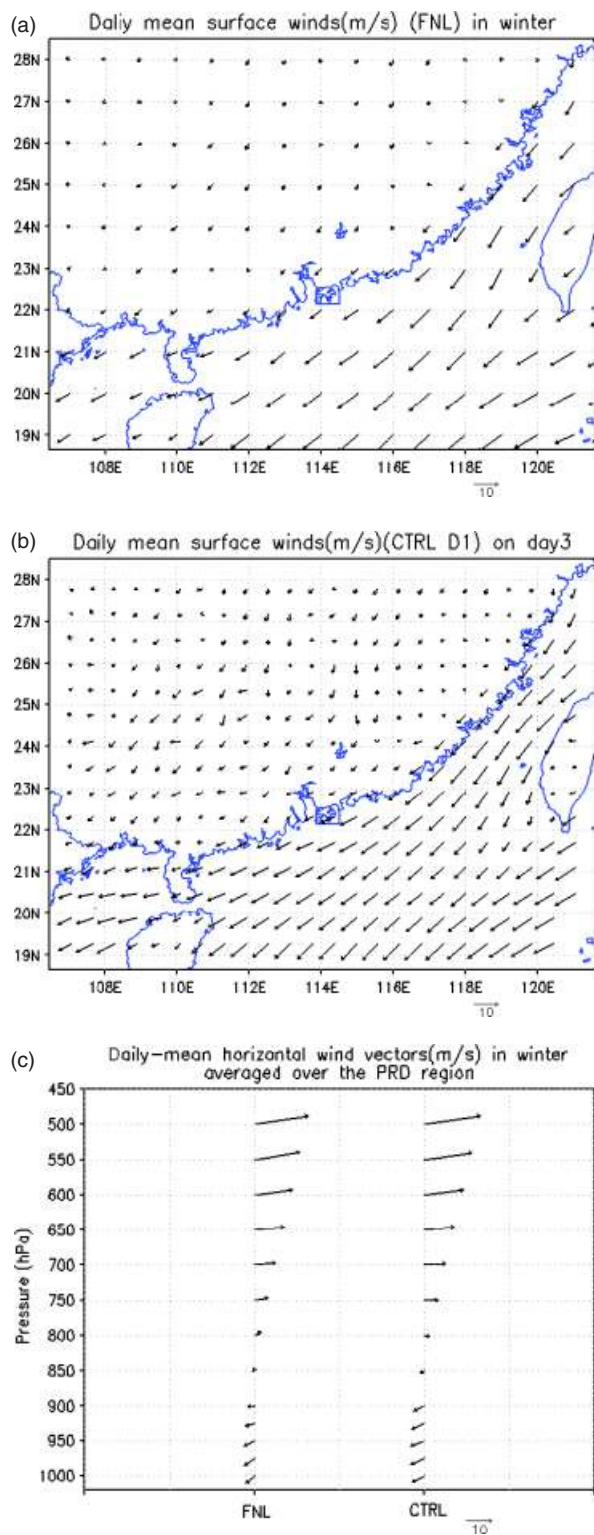 (a)
Daliy mean surface winds(m/s) (FNL) in winter
28N
27N
26N
25N
24N
23N
22N
21N
20N
19N
108E 110E 112E 114E 116E 118E 120E
10
(b)
Daily mean surface winds(m/s)(CTRL D1) on day3
28N
27N
26N
25N
24N
23N
22N
21N
20N
19N
108E 110E 112E 114E 116E 118E 120E
10
(c)
Daily-mean horizontal wind vectors(m/s) in winter
averaged over the PRD region
Pressure (hPa)
450
500
550
600
650
700
750
800
850
900
950
1000
FNL CTRL 10